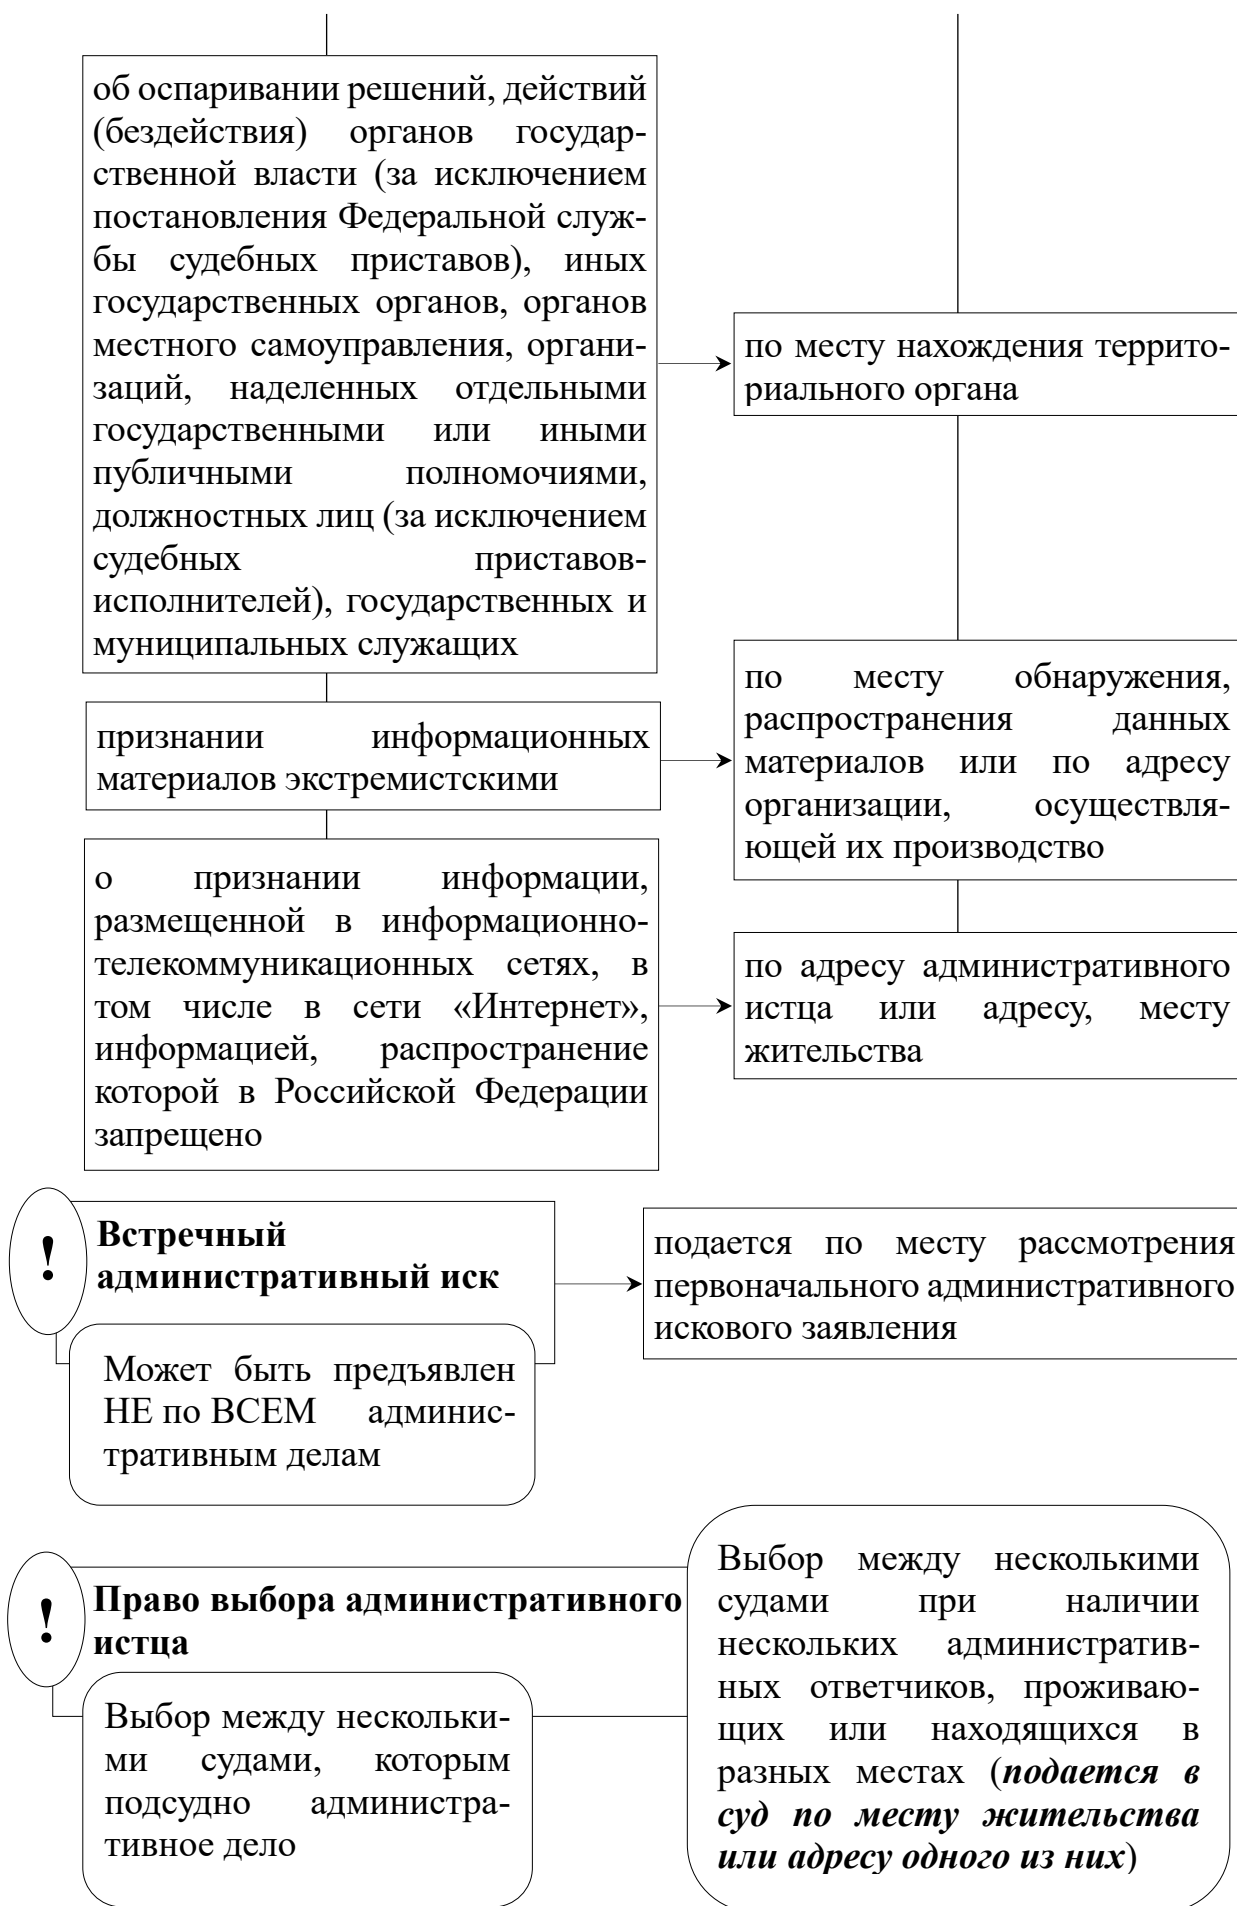 об оспаривании решений, действий
(бездействия) органов государ-
ственной власти (за исключением
постановления Федеральной служ-
бы судебных приставов), иных
государственных органов, органов
местного самоуправления, органи-
заций, наделенных отдельными
государственными или иными
публичными полномочиями,
должностных лиц (за исключением
судебных приставов-
исполнителей), государственных и
муниципальных служащих
по месту нахождения террито-
риального органа
признании информационных
материалов экстремистскими
по месту обнаружения,
распространения данных
материалов или по адресу
организации, осуществля-
ющей их производство
о признании информации,
размещенной в информационно-
телекоммуникационных сетях, в
том числе в сети «Интернет»,
информацией, распространение
которой в Российской Федерации
запрещено
по адресу административного
истца или адресу, месту
жительства
!
Встречный
административный иск
подается по месту рассмотрения
первоначального административного
искового заявления
Может быть предъявлен
НЕ по ВСЕМ админис-
тративным делам
!
Право выбора административного
истца
Выбор между нескольки-
ми судами, которым
подсудно администра-
тивное дело
Выбор между несколькими
судами при наличии
нескольких административ-
ных ответчиков, проживаю-
щих или находящихся в
разных местах (подается в
суд по месту жительства
или адресу одного из них)